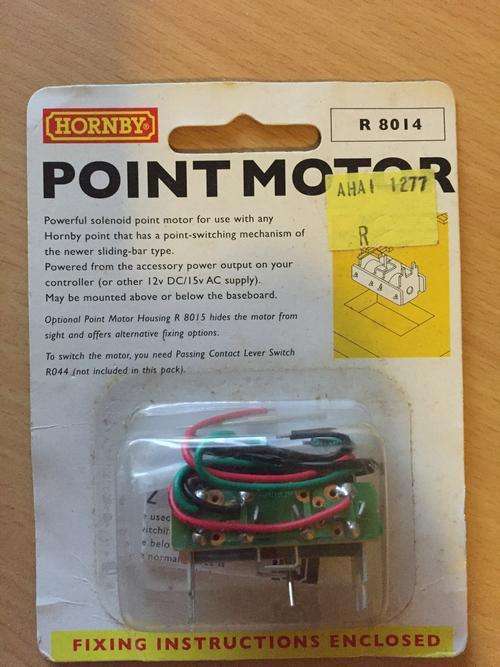 HORNBY®
R 8014
POINT MOTOR
AHAI 1277
R
Powerful solenoid point motor for use with any
Hornby point that has a point-switching mechanism of
the newer sliding-bar type.
Powered from the accessory power output on your
controller (or other 12v DC/15v AC supply).
May be mounted above or below the baseboard.
Optional Point Motor Housing R 8015 hides the motor from
sight and offers alternative fixing options.
To switch the motor, you need Passing Contact Lever Switch
R044 (not included in this pack).
used
normal
FIXING INSTRUCTIONS ENCLOSED